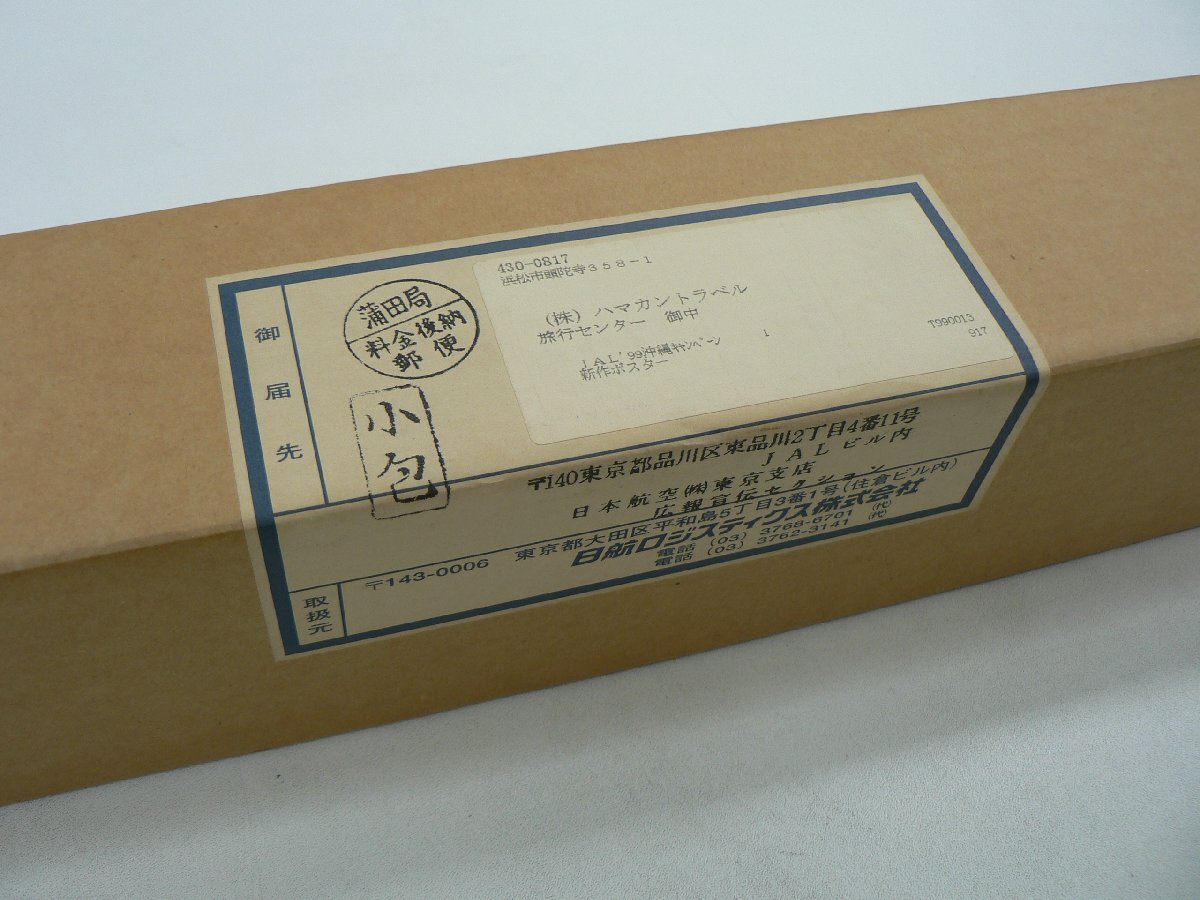 御届先
蒲田局
料金後納
郵便
小包
430-0817
浜松市頭陀寺358-1
(株)ハマカントラベル
旅行センター 御中
JAL'99沖縄キャンペーン 1
新作ポスター
T990013
917
〒140東京都品川区東品川2丁目4番11号
JALビル内
日本航空(株)東京支店
広報宣伝セクション
取扱元
〒143-0006 東京都大田区平和島5丁目3番1号(住倉ビル内)
日航ロジスティクス株式会社
電話 (03) 3768-6701 (代)
電話 (03) 3762-3141 (代)